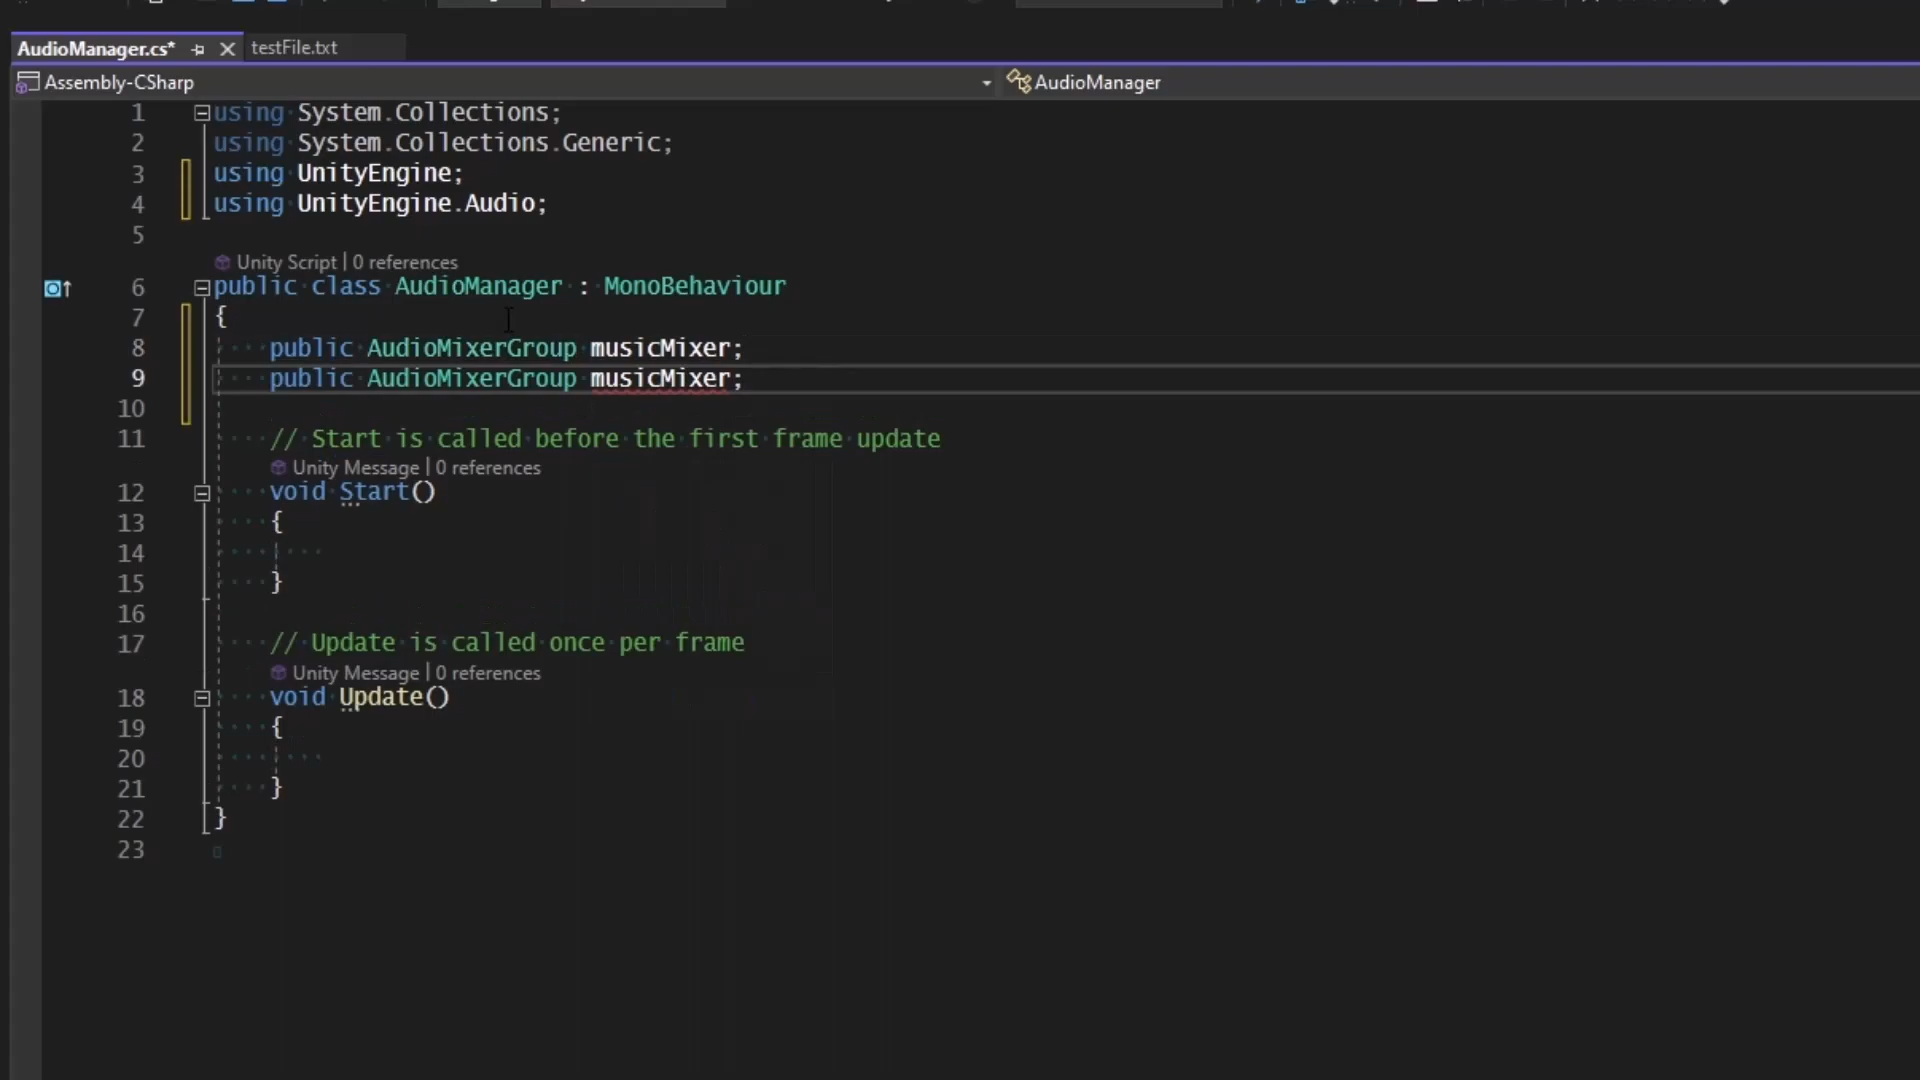 AudioManager.cs*
testFile.txt
Assembly-CSharp
AudioManager
1 using System.Collections;
2 using System.Collections.Generic;
3 using UnityEngine;
4 using UnityEngine.Audio;
5
Unity Script | 0 references
6 public class AudioManager : MonoBehaviour
7 {
8 public AudioMixerGroup musicMixer;
9 public AudioMixerGroup musicMixer;
10
11 // Start is called before the first frame update
Unity Message | 0 references
12 void Start()
13 {
14
15 }
16
17 // Update is called once per frame
Unity Message | 0 references
18 void Update()
19 {
20
21 }
22 }
23